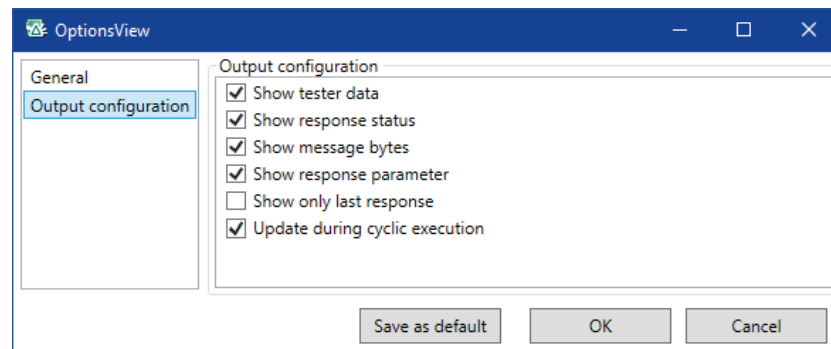 OptionsView
General
Output configuration
Output configuration
Show tester data
Show response status
Show message bytes
Show response parameter
Show only last response
Update during cyclic execution
Save as default
OK
Cancel